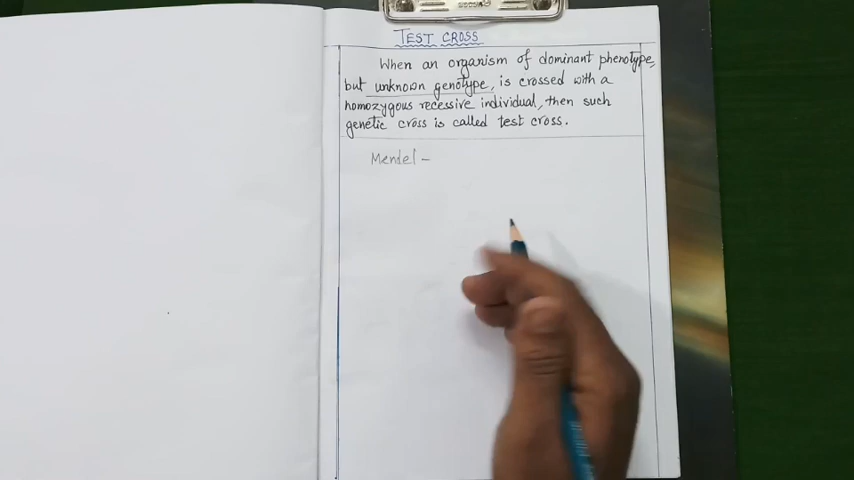 TEST CROSS
When an organism of dominant phenotype,
but unknown genotype, is crossed with a
homozygous recessive individual, then such
genetic cross is called test cross.
Mendel -